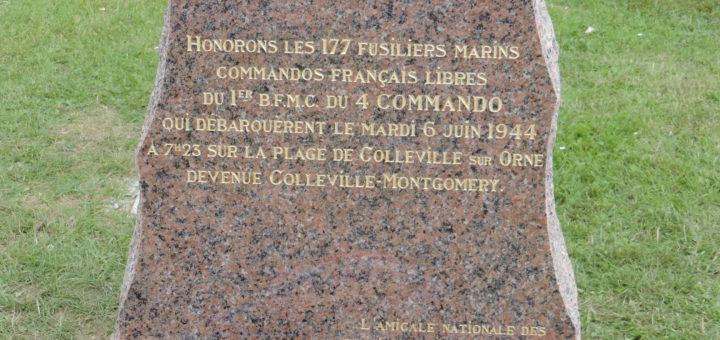 Honorons les 177 fusiliers marins
commandos français libres
du 1er B.F.M.C. du 4 COMMANDO
qui débarquèrent le mardi 6 juin 1944
à 7H23 sur la plage de Colleville sur Orne
devenue Colleville-Montgomery.
L'amicale nationale des